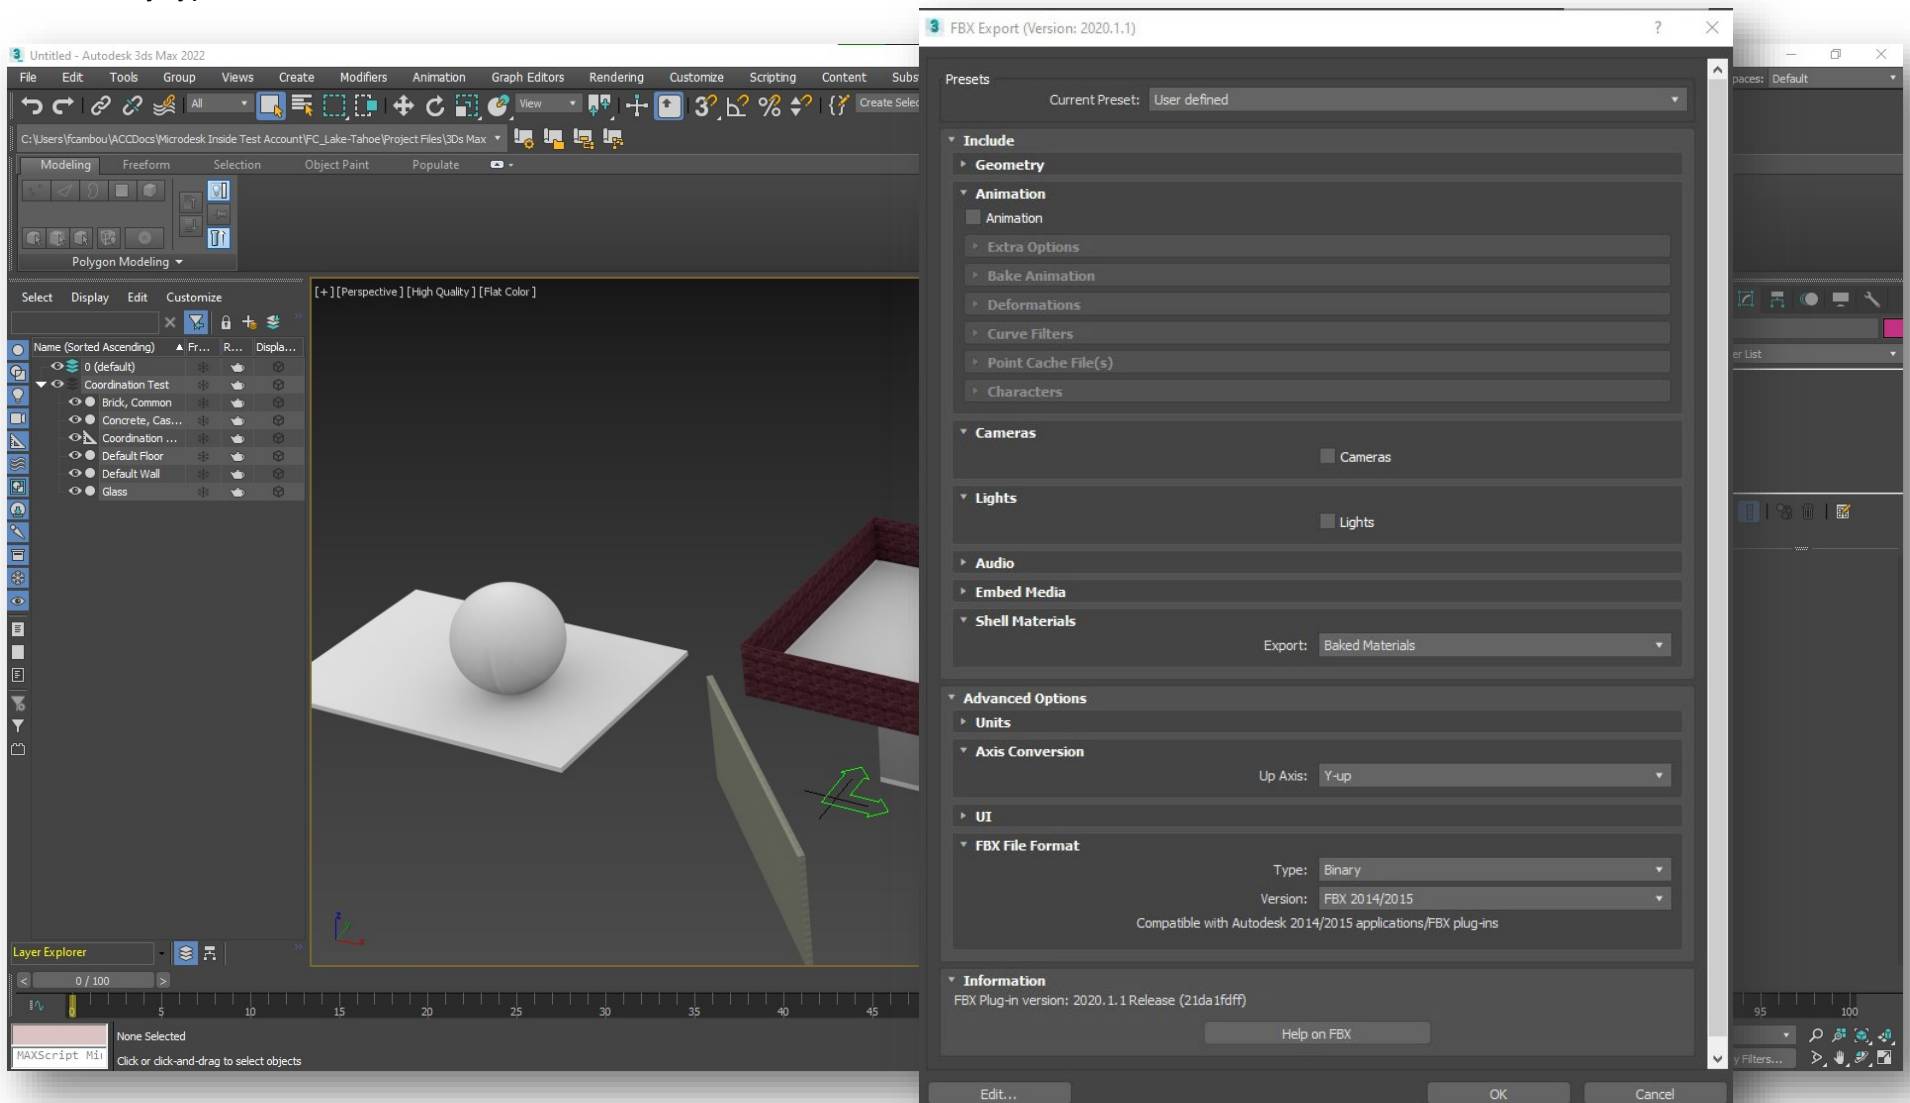 FBX Export (Version: 2020.1.1)
?
Untitled - Autodesk 3ds Max 2022
File Edit Tools Group Views Create Modifiers Animation Graph Editors Rendering Customize Scripting Content Subs
paces: Default
All
View
Create Selec
C:\Users\fcambou\ACCDocs\Microdesk Inside Test Account\FC_Lake-Tahoe\Project Files\3Ds Max
Modeling Freeform Selection Object Paint Populate
Polygon Modeling
Select Display Edit Customize
Name (Sorted Ascending) Fr... R... Displa...
0 (default)
Coordination Test
Brick, Common
Concrete, Cas...
Coordination ...
Default Floor
Default Wall
Glass
[+] [Perspective ] [High Quality ] [Flat Color ]
z
x
Layer Explorer
0 / 100
0 5 10 15 20 25 30 35 40 45
None Selected
MAXScript Mi
Click or click-and-drag to select objects
Presets
Current Preset: User defined
Include
Geometry
Animation
Animation
Extra Options
Bake Animation
Deformations
Curve Filters
Point Cache File(s)
Characters
Cameras
Cameras
Lights
Lights
Audio
Embed Media
Shell Materials
Export: Baked Materials
Advanced Options
Units
Axis Conversion
Up Axis: Y-up
UI
FBX File Format
Type: Binary
Version: FBX 2014/2015
Compatible with Autodesk 2014/2015 applications/FBX plug-ins
Information
FBX Plug-in version: 2020.1.1 Release (21da1fdff)
Help on FBX
Edit... OK Cancel
er List
95 100
y Filters...